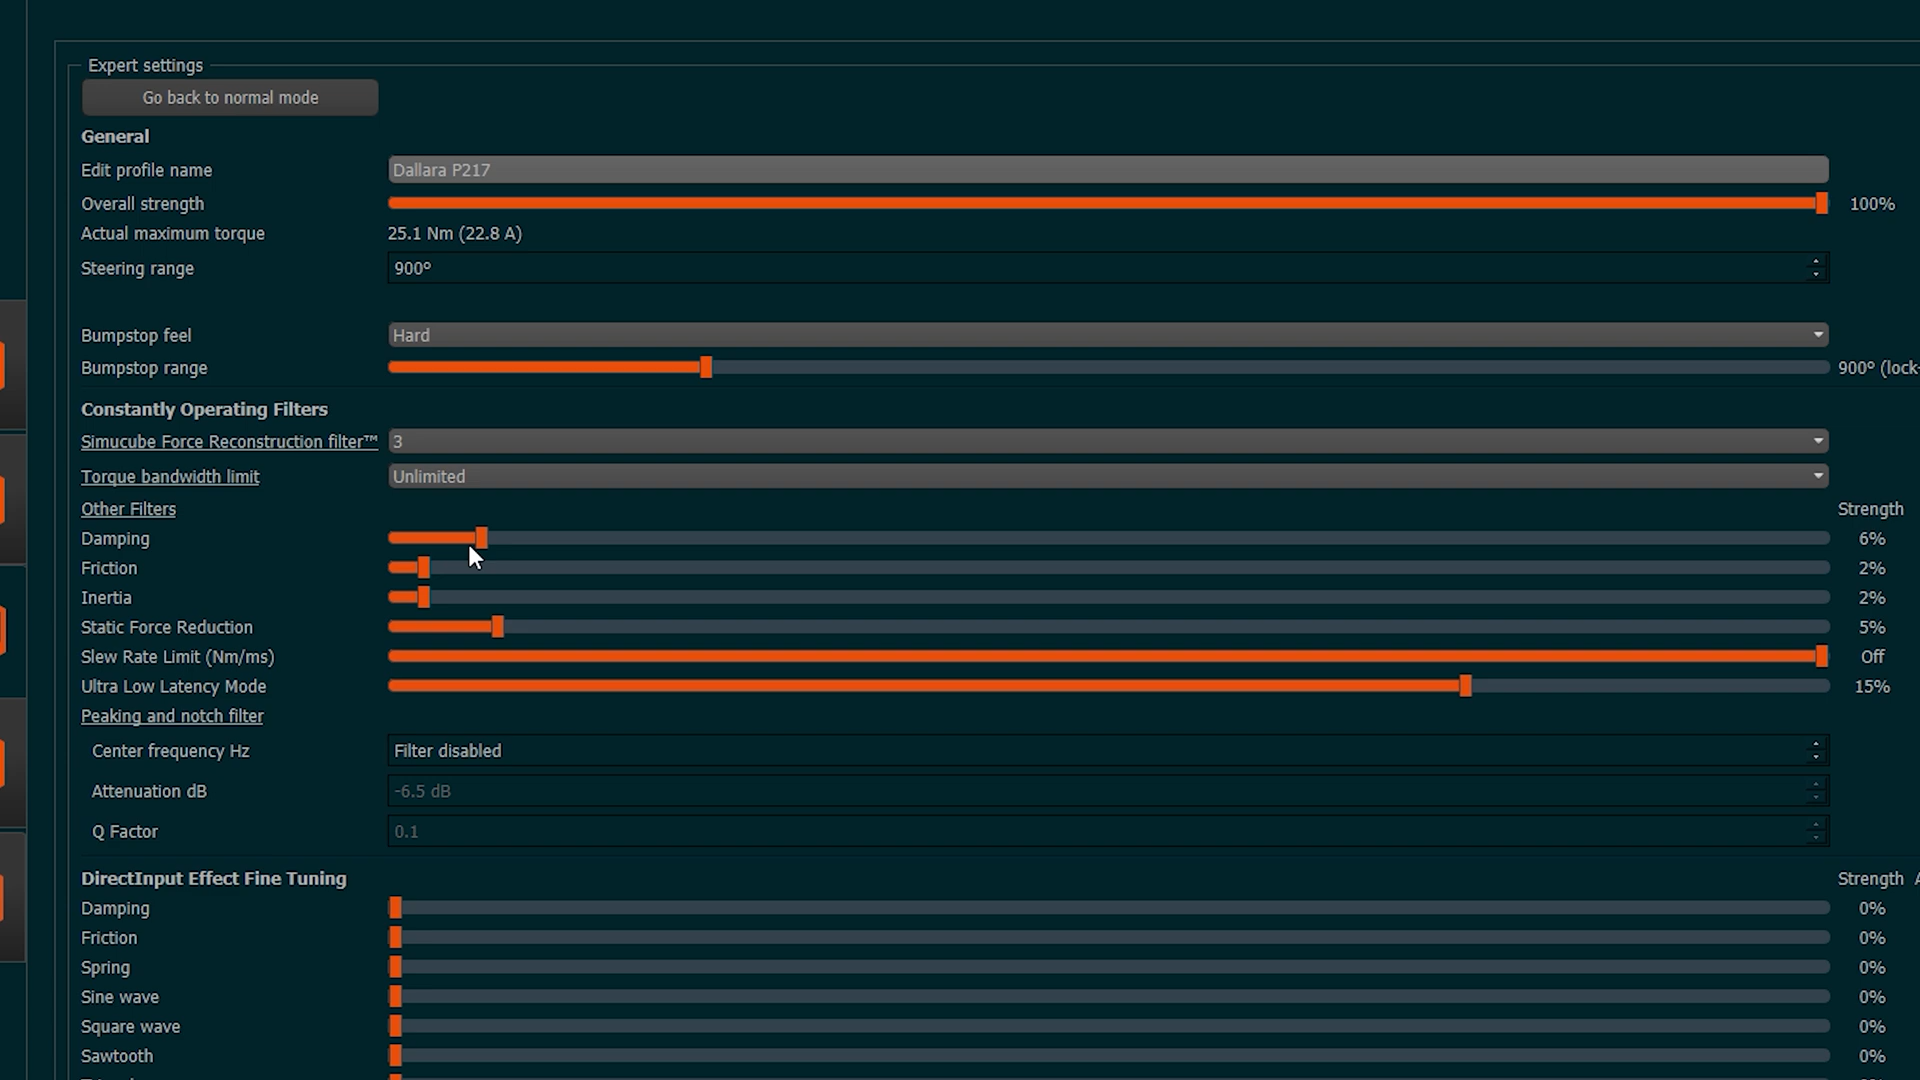 Expert settings
Go back to normal mode
General
Edit profile name Dallara P217
Overall strength 100%
Actual maximum torque 25.1 Nm (22.8 A)
Steering range 900°
Bumpstop feel Hard
Bumpstop range 900° (lock-
Constantly Operating Filters
Simucube Force Reconstruction filter™ 3
Torque bandwidth limit Unlimited
Other Filters Strength
Damping 6%
Friction 2%
Inertia 2%
Static Force Reduction 5%
Slew Rate Limit (Nm/ms) Off
Ultra Low Latency Mode 15%
Peaking and notch filter
Center frequency Hz Filter disabled
Attenuation dB -6.5 dB
Q Factor 0.1
DirectInput Effect Fine Tuning Strength
Damping 0%
Friction 0%
Spring 0%
Sine wave 0%
Square wave 0%
Sawtooth 0%